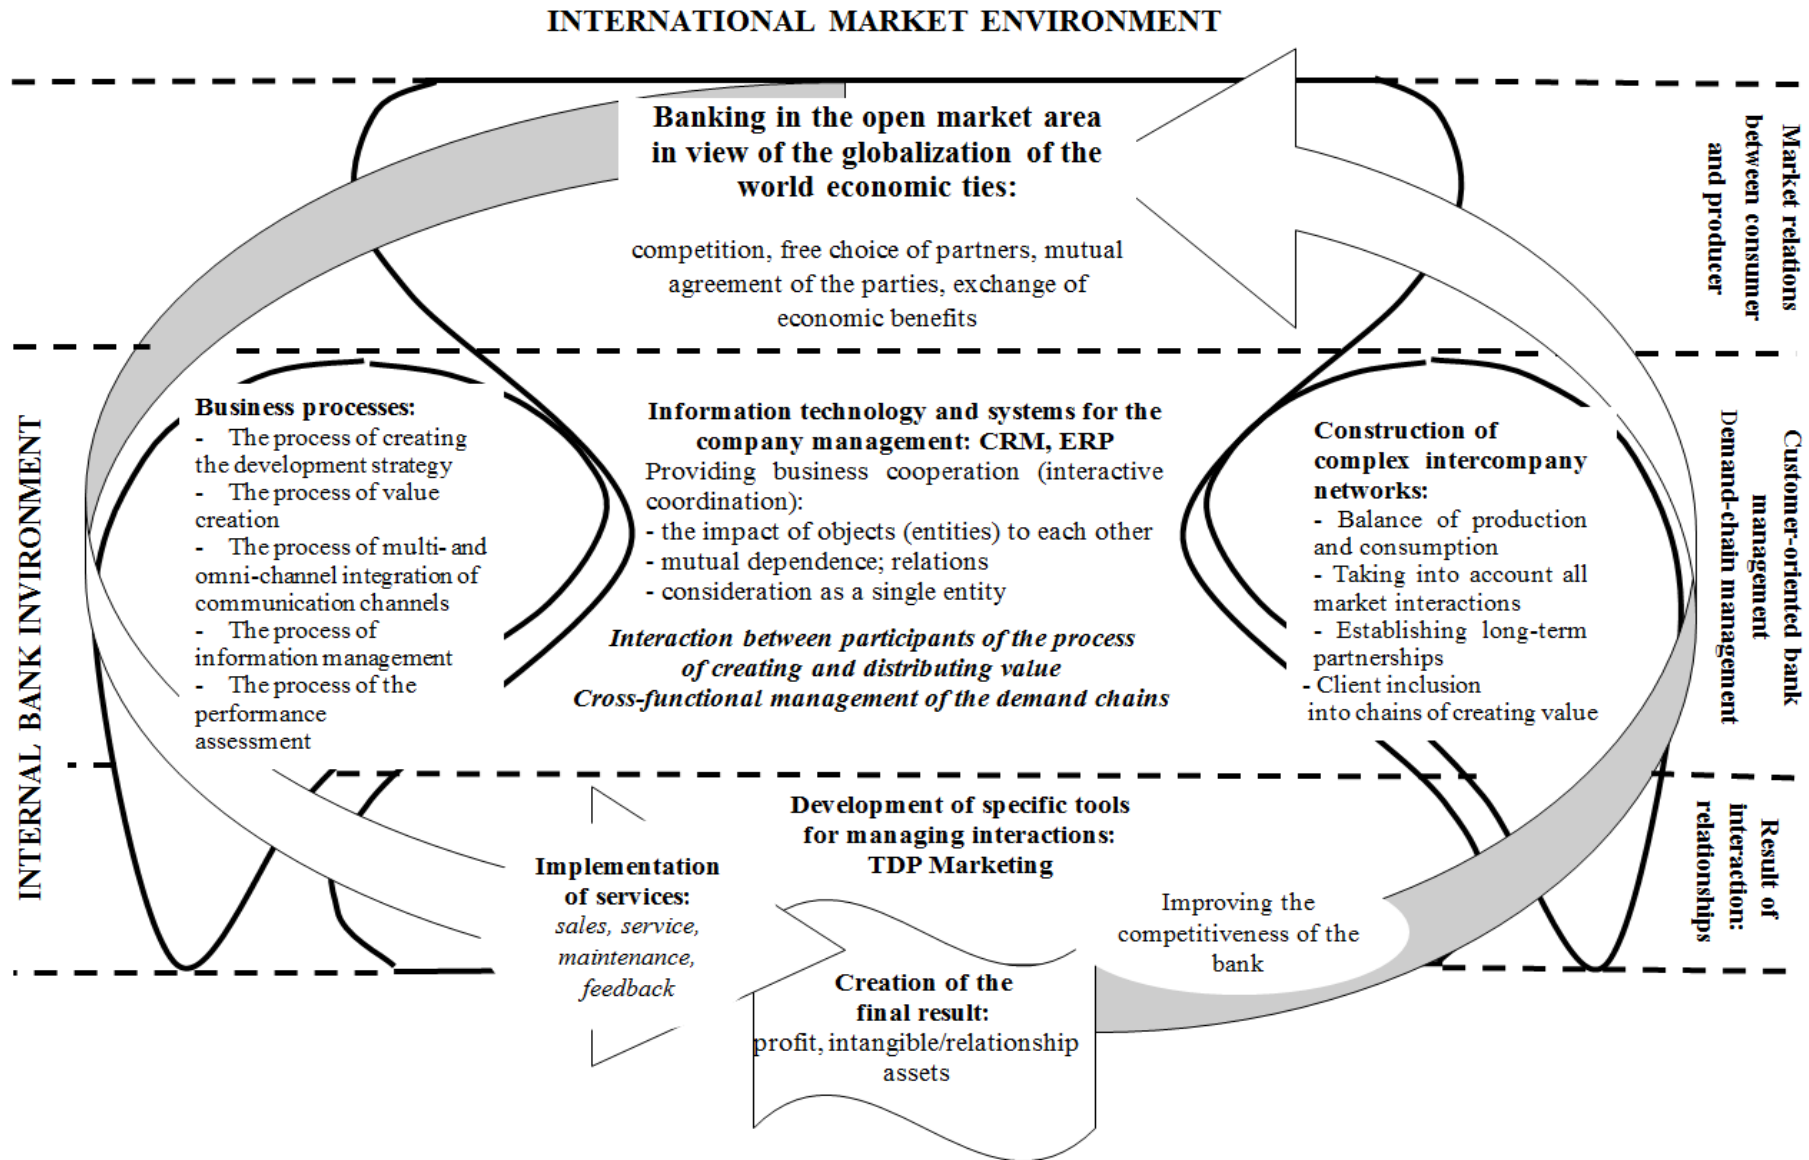 INTERNATIONAL MARKET ENVIRONMENT
Banking in the open market area
in view of the globalization of the
world economic ties:
competition, free choice of partners, mutual
agreement of the parties, exchange of
economic benefits
Market relations
between consumer
and producer
INTERNAL BANK INVIRONMENT
Business processes:
- The process of creating
the development strategy
- The process of value
creation
- The process of multi- and
omni-channel integration of
communication channels
- The process of
information management
- The process of the
performance
assessment
Information technology and systems for the
company management: CRM, ERP
Providing business cooperation (interactive
coordination):
- the impact of objects (entities) to each other
- mutual dependence; relations
- consideration as a single entity
Interaction between participants of the process
of creating and distributing value
Cross-functional management of the demand chains
Construction of
complex intercompany
networks:
- Balance of production
and consumption
- Taking into account all
market interactions
- Establishing long-term
partnerships
- Client inclusion
into chains of creating value
Customer-oriented bank
management
Demand-chain management
Development of specific tools
for managing interactions:
TDP Marketing
Implementation
of services:
sales, service,
maintenance,
feedback
Creation of the
final result:
profit, intangible/relationship
assets
Improving the
competitiveness of the
bank
Result of
interaction:
relationships